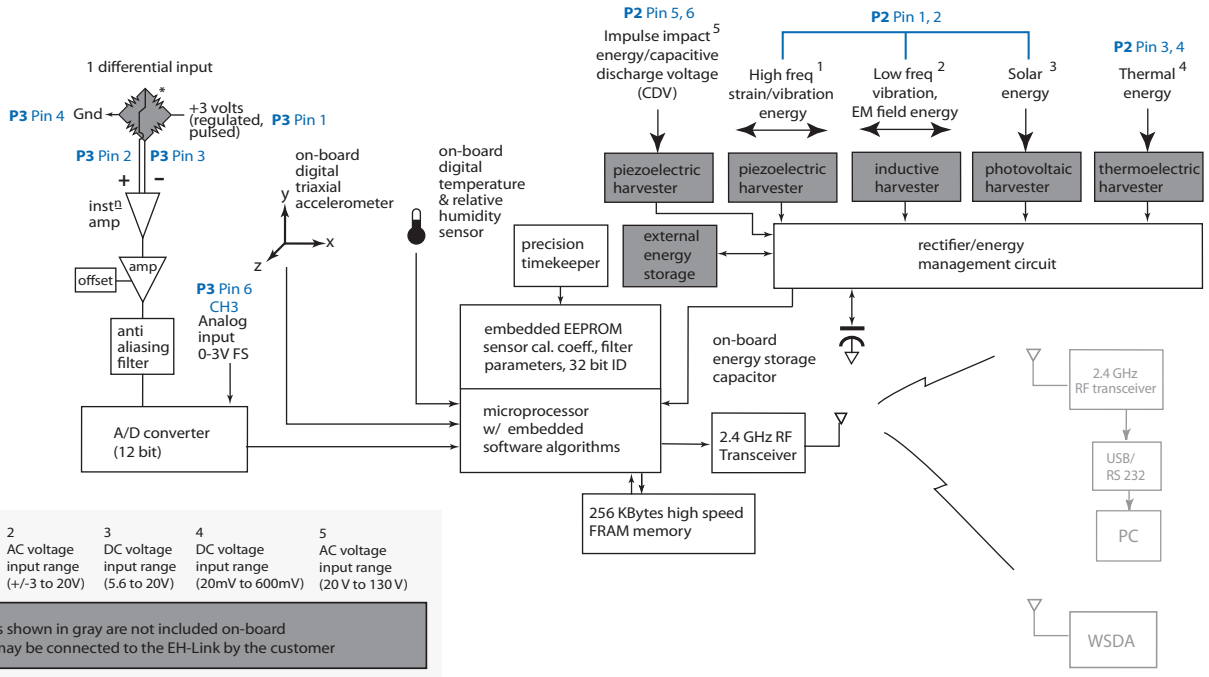 P2 Pin 5, 6
Impulse impact 5
energy/capacitive
discharge voltage
(CDV)
P2 Pin 1, 2
High freq 1
strain/vibration
energy
Low freq 2
vibration,
EM field energy
Solar 3
energy
P2 Pin 3, 4
Thermal 4
energy
1 differential input
*
P3 Pin 4 Gnd
+3 volts
(regulated,
pulsed)
P3 Pin 1
P3 Pin 2
P3 Pin 3
+
−
inst n
amp
amp
offset
anti
aliasing
filter
P3 Pin 6
CH3
Analog
input
0-3V FS
A/D converter
(12 bit)
on-board
digital
triaxial
accelerometer
y
x
z
on-board
digital
temperature
& relative
humidity
sensor
precision
timekeeper
piezoelectric
harvester
piezoelectric
harvester
inductive
harvester
photovoltaic
harvester
thermoelectric
harvester
external
energy
storage
rectifier/energy
management circuit
embedded EEPROM
sensor cal. coeff., filter
parameters, 32 bit ID
microprocessor
w/ embedded
software algorithms
on-board
energy storage
capacitor
2.4 GHz RF
Transceiver
256 KBytes high speed
FRAM memory
2.4 GHz
RF transceiver
USB/
RS 232
PC
WSDA
2
AC voltage
input range
(+/-3 to 20V)
3
DC voltage
input range
(5.6 to 20V)
4
DC voltage
input range
(20mV to 600mV)
5
AC voltage
input range
(20 V to 130 V)
s shown in gray are not included on-board
may be connected to the EH-Link by the customer